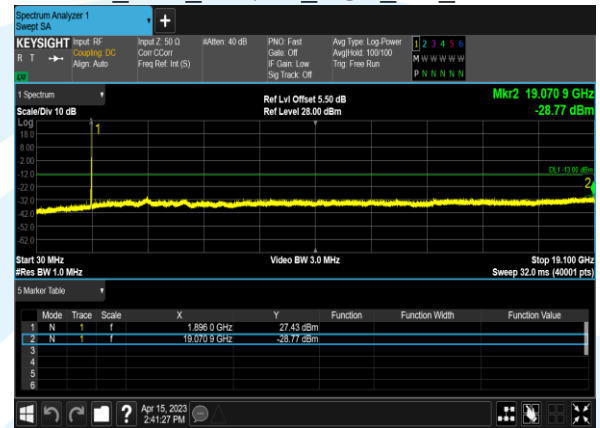 Spectrum Analyzer 1
Swept SA
+
KEYSIGHT Input: RF Input Z: 50 Ω #Atten: 40 dB PNO: Fast Avg Type: Log-Power 1 2 3 4 5 6
R T Coupling: DC Corr CCorr Gate: Off Avg|Hold: 100/100 M W W W W W
Align: Auto Freq Ref: Int (S) IF Gain: Low Trig: Free Run
Sig Track: Off P N N N N N
1 Spectrum Ref Lvl Offset 5.50 dB Mkr2 19.070 9 GHz
Scale/Div 10 dB Ref Level 28.00 dBm -28.77 dBm
Log
1
18.0
8.00
-2.00
-12.0 DL1 -13.00 dBm
2
-22.0
-32.0
-42.0
-52.0
-62.0
Start 30 MHz Video BW 3.0 MHz Stop 19.100 GHz
#Res BW 1.0 MHz Sweep 32.0 ms (40001 pts)
5 Marker Table
Mode Trace Scale X Y Function Function Width Function Value
1 N 1 f 1.896 0 GHz 27.43 dBm
2 N 1 f 19.070 9 GHz -28.77 dBm
3
4
5
6
? Apr 15, 2023
2:41:27 PM